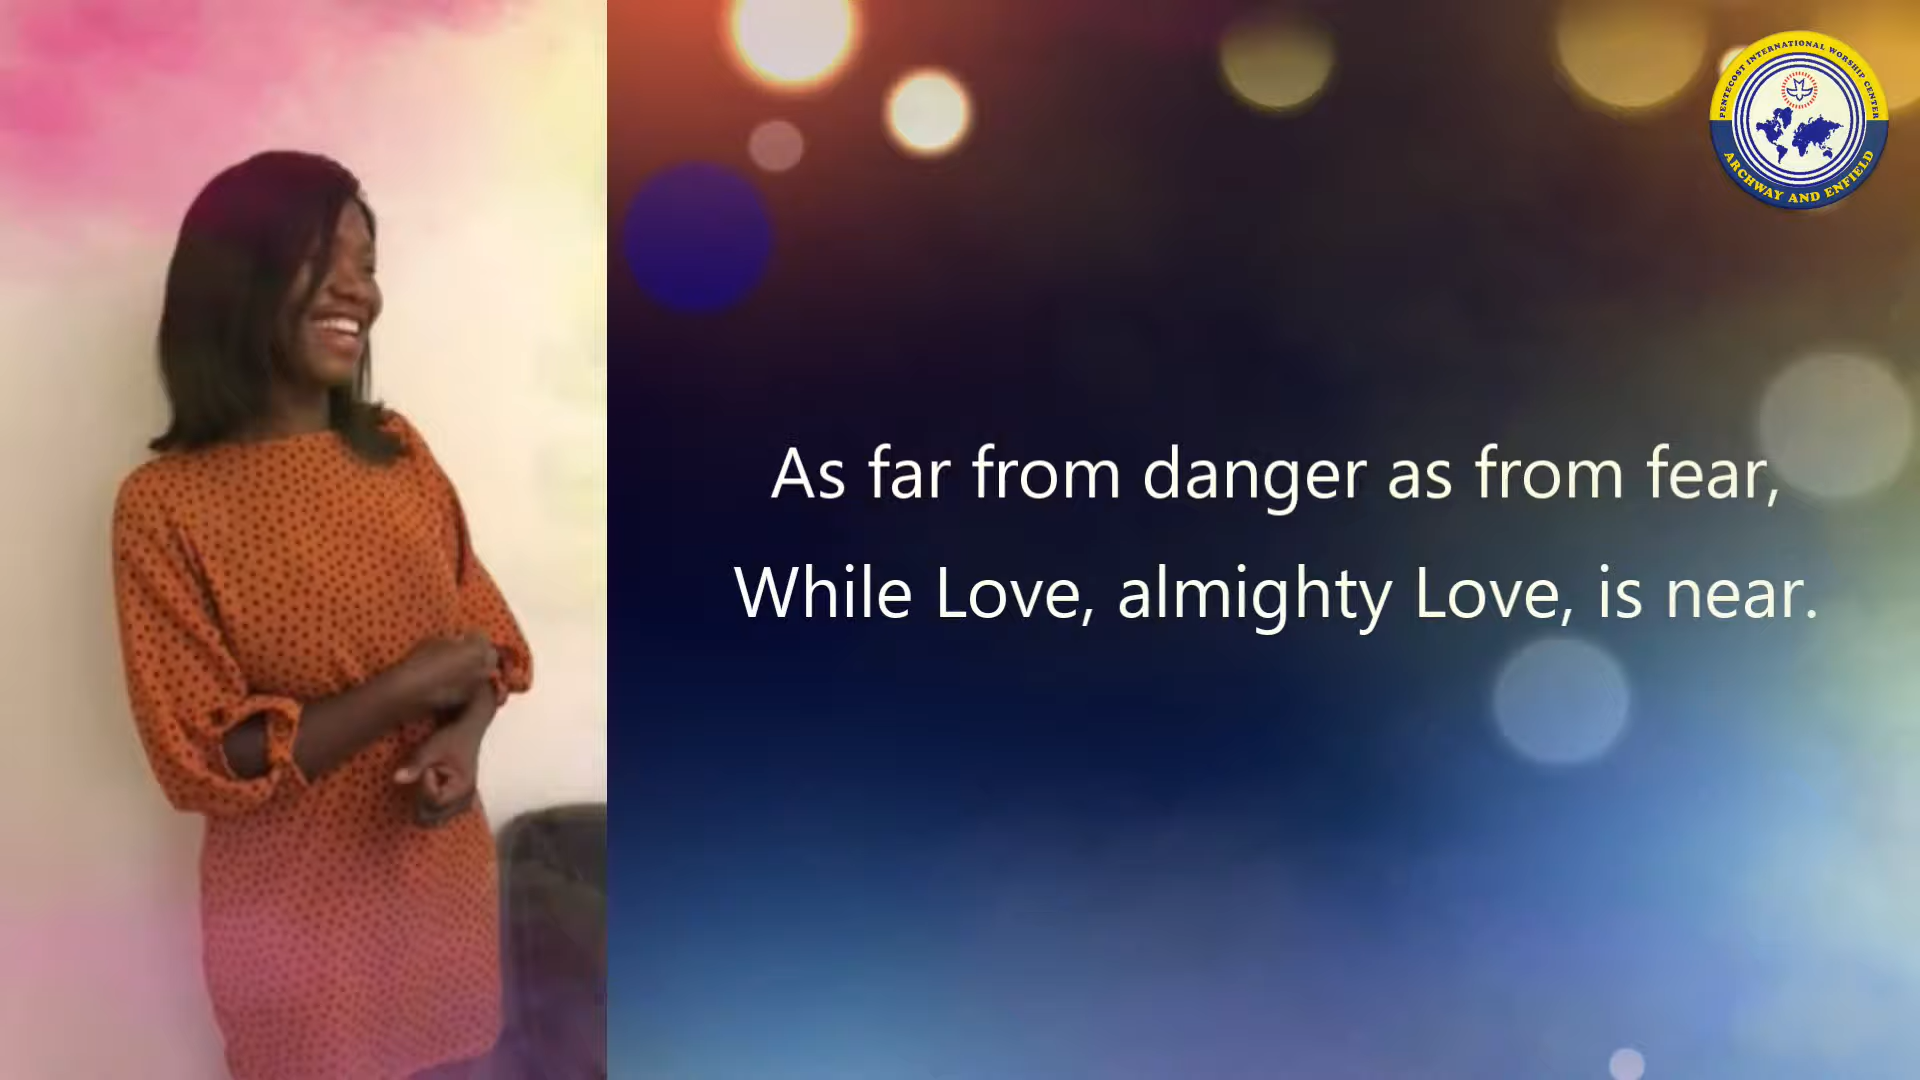 As far from danger as from fear,
While Love, almighty Love, is near.
PENTECOST INTERNATIONAL WORSHIP CENTER
ARCHWAY AND ENFIELD